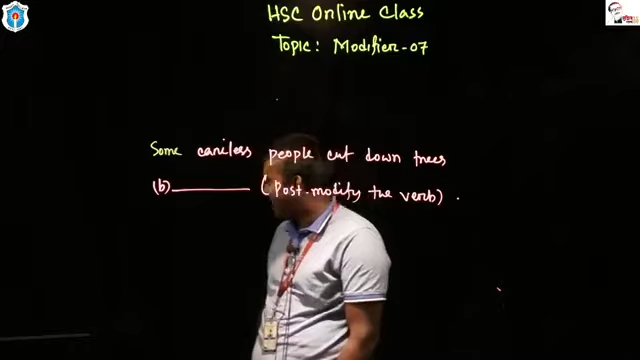 HSC Online Class
Topic: Modifier-07
Some careless people cut down trees
(b)________ (Post-modify the verb).